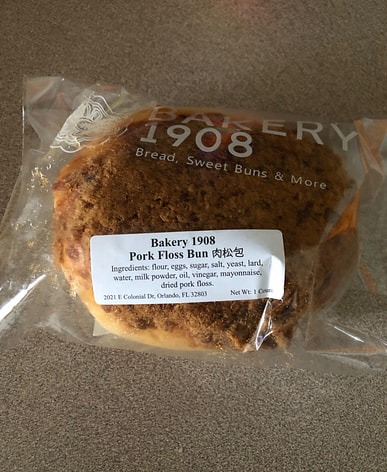 BAKERY
1908
Bread, Sweet Buns & More
Bakery 1908
Pork Floss Bun 肉松包
Ingredients: flour, eggs, sugar, salt, yeast, lard,
water, milk powder, oil, vinegar, mayonnaise,
dried pork floss.
2021 E Colonial Dr, Orlando, FL 32803 Net Wt: 1 Count